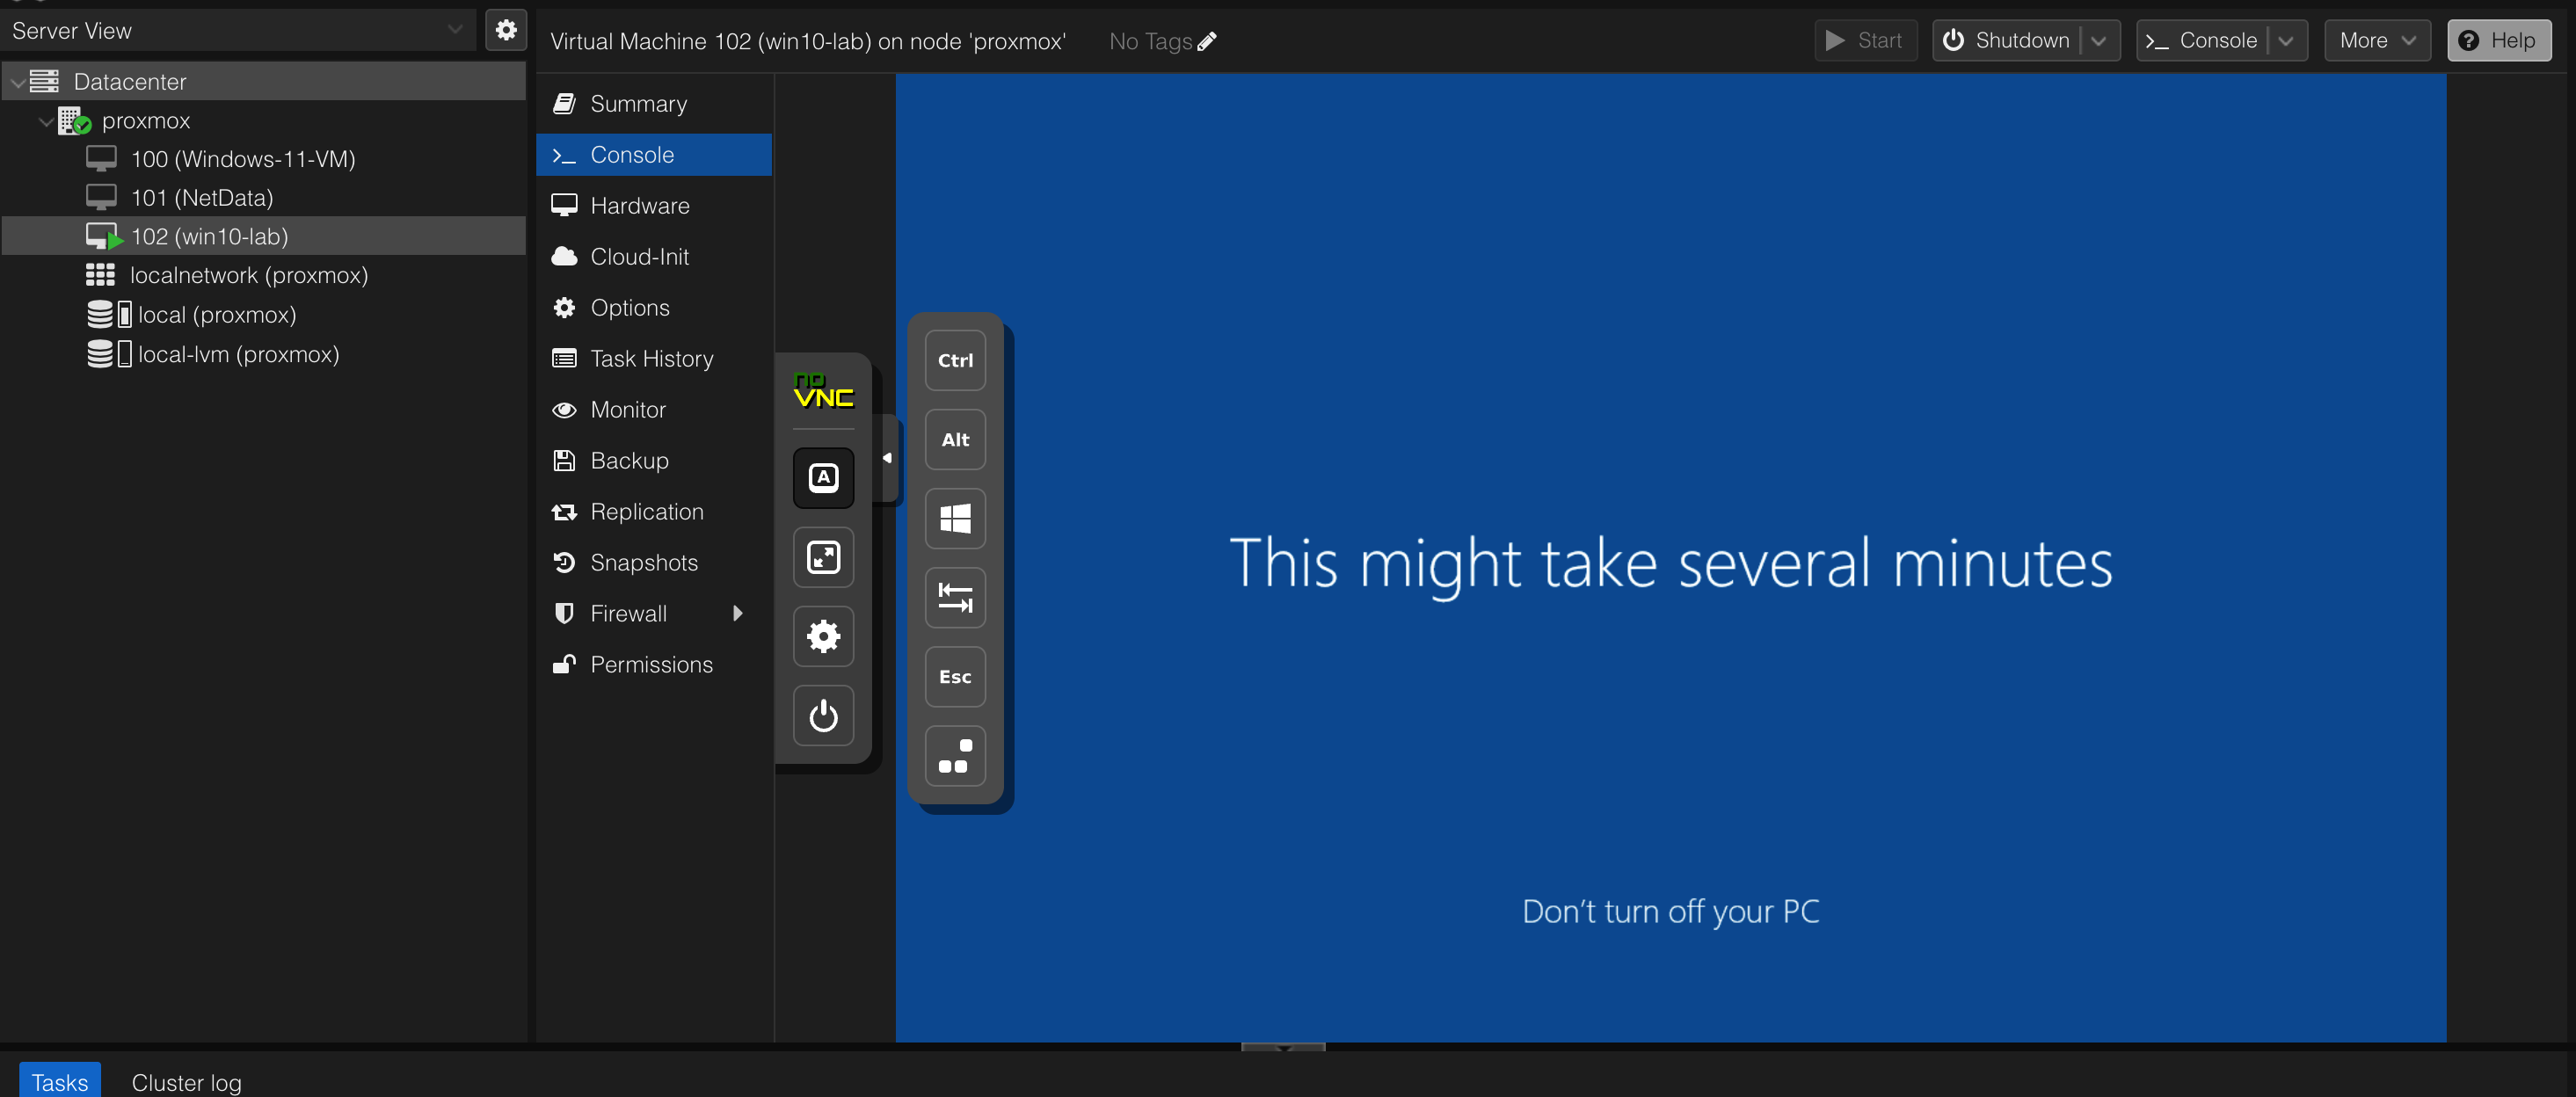 Server View
Virtual Machine 102 (win10-lab) on node 'proxmox'
No Tags
Start
Shutdown
Console
More
Help
Datacenter
proxmox
100 (Windows-11-VM)
101 (NetData)
102 (win10-lab)
localnetwork (proxmox)
local (proxmox)
local-lvm (proxmox)
Summary
Console
Hardware
Cloud-Init
Options
Task History
Monitor
Backup
Replication
Snapshots
Firewall
Permissions
no
VNC
A
Ctrl
Alt
Esc
This might take several minutes
Don't turn off your PC
Tasks
Cluster log